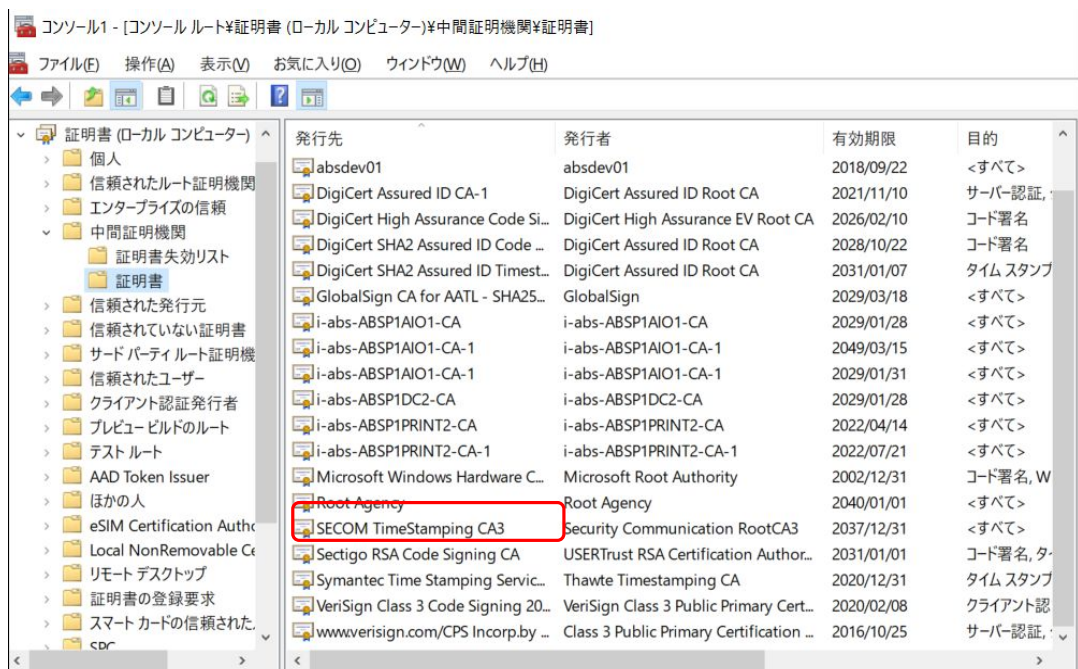 コンソール1 - [コンソール ルート¥証明書 (ローカル コンピューター)¥中間証明機関¥証明書]
ファイル(F) 操作(A) 表示(V) お気に入り(O) ウィンドウ(W) ヘルプ(H)
証明書 (ローカル コンピューター)
個人
信頼されたルート証明機関
エンタープライズの信頼
中間証明機関
証明書失効リスト
証明書
信頼された発行元
信頼されていない証明書
サード パーティ ルート証明機
信頼されたユーザー
クライアント認証発行者
プレビュー ビルドのルート
テスト ルート
AAD Token Issuer
ほかの人
eSIM Certification Autho
Local NonRemovable Ce
リモート デスクトップ
証明書の登録要求
スマート カードの信頼された
SPC
発行先 発行者 有効期限 目的
absdev01 absdev01 2018/09/22 <すべて>
DigiCert Assured ID CA-1 DigiCert Assured ID Root CA 2021/11/10 サーバー認証,
DigiCert High Assurance Code Si... DigiCert High Assurance EV Root CA 2026/02/10 コード署名
DigiCert SHA2 Assured ID Code ... DigiCert Assured ID Root CA 2028/10/22 コード署名
DigiCert SHA2 Assured ID Timest... DigiCert Assured ID Root CA 2031/01/07 タイム スタンプ
GlobalSign CA for AATL - SHA25... GlobalSign 2029/03/18 <すべて>
i-abs-ABSP1AIO1-CA i-abs-ABSP1AIO1-CA 2029/01/28 <すべて>
i-abs-ABSP1AIO1-CA-1 i-abs-ABSP1AIO1-CA-1 2049/03/15 <すべて>
i-abs-ABSP1AIO1-CA-1 i-abs-ABSP1AIO1-CA-1 2029/01/31 <すべて>
i-abs-ABSP1DC2-CA i-abs-ABSP1DC2-CA 2029/01/28 <すべて>
i-abs-ABSP1PRINT2-CA i-abs-ABSP1PRINT2-CA 2022/04/14 <すべて>
i-abs-ABSP1PRINT2-CA-1 i-abs-ABSP1PRINT2-CA-1 2022/07/21 <すべて>
Microsoft Windows Hardware C... Microsoft Root Authority 2002/12/31 コード署名, W
Root Agency Root Agency 2040/01/01 <すべて>
SECOM TimeStamping CA3 Security Communication RootCA3 2037/12/31 <すべて>
Sectigo RSA Code Signing CA USERTrust RSA Certification Author... 2031/01/01 コード署名, タ
Symantec Time Stamping Servic... Thawte Timestamping CA 2020/12/31 タイム スタンプ
VeriSign Class 3 Code Signing 20... VeriSign Class 3 Public Primary Cert... 2020/02/08 クライアント認
www.verisign.com/CPS Incorp.by ... Class 3 Public Primary Certification ... 2016/10/25 サーバー認証,